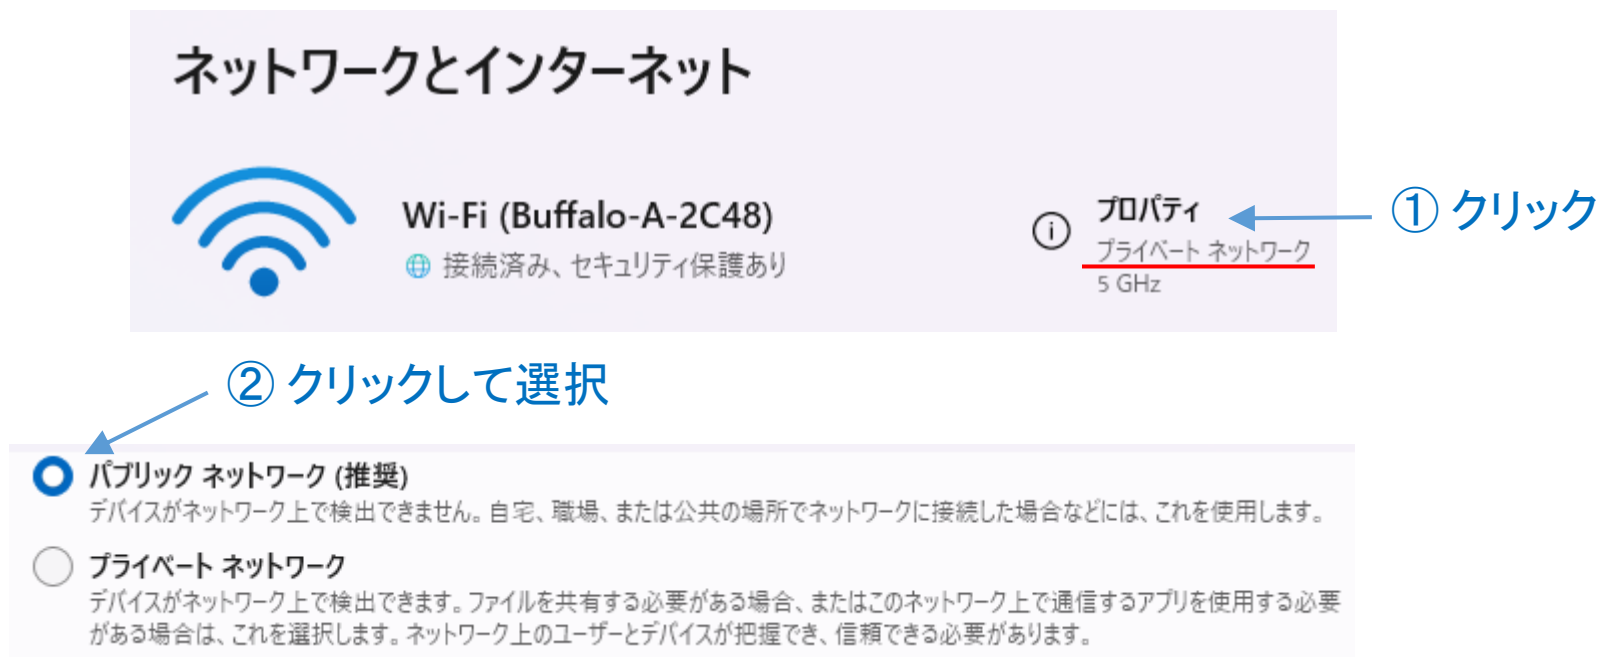 ネットワークとインターネット
Wi-Fi (Buffalo-A-2C48)
接続済み、セキュリティ保護あり
プロパティ
プライベート ネットワーク
5 GHz
① クリック
② クリックして選択
パブリック ネットワーク (推奨)
デバイスがネットワーク上で検出できません。自宅、職場、または公共の場所でネットワークに接続した場合などには、これを使用します。
プライベート ネットワーク
デバイスがネットワーク上で検出できます。ファイルを共有する必要がある場合、またはこのネットワーク上で通信するアプリを使用する必要
がある場合は、これを選択します。ネットワーク上のユーザーとデバイスが把握でき、信頼できる必要があります。